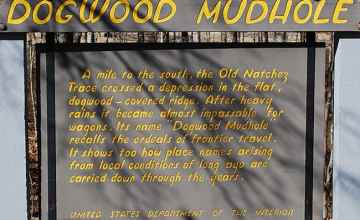 DOGWOOD MUDHOLE
A mile to the south, the Old Natchez
Trace crossed a depression in the flat,
dogwood-covered ridge. After heavy
rains it became almost impassable for
wagons. Its name Dogwood Mudhole
recalls the ordeals of frontier travel.
It shows too how place names arising
from local conditions of long ago are
carried down through the years.
UNITED STATES DEPARTMENT OF THE INTERIOR